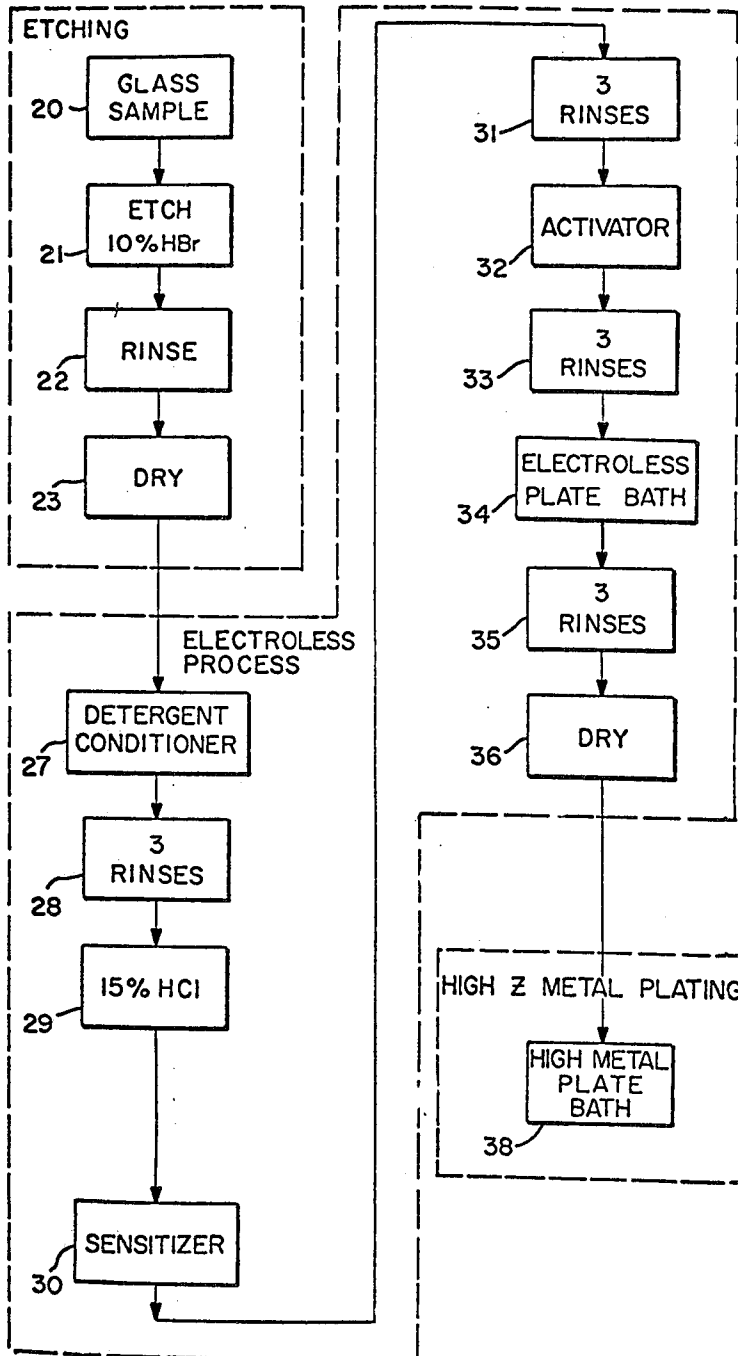 ETCHING
GLASS
SAMPLE
20
ETCH
10% HBr
21
RINSE
22
DRY
23
ELECTROLESS
PROCESS
DETERGENT
CONDITIONER
27
3
RINSES
28
15% HCl
29
SENSITIZER
30
3
RINSES
31
ACTIVATOR
32
3
RINSES
33
ELECTROLESS
PLATE BATH
34
3
RINSES
35
DRY
36
HIGH Z METAL PLATING
HIGH METAL
PLATE
BATH
38